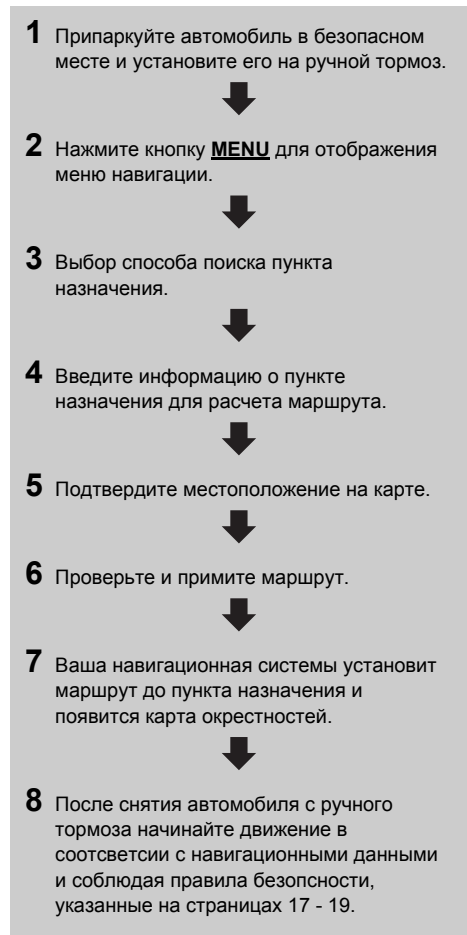 1 Припаркуйте автомобиль в безопасном
месте и установите его на ручной тормоз.
2 Нажмите кнопку MENU для отображения
меню навигации.
3 Выбор способа поиска пункта
назначения.
4 Введите информацию о пункте
назначения для расчета маршрута.
5 Подтвердите местоположение на карте.
6 Проверьте и примите маршрут.
7 Ваша навигационная системы установит
маршрут до пункта назначения и
появится карта окрестностей.
8 После снятия автомобиля с ручного
тормоза начинайте движение в
соотсветсии с навигационными данными
и соблюдая правила безопсности,
указанные на страницах 17 - 19.